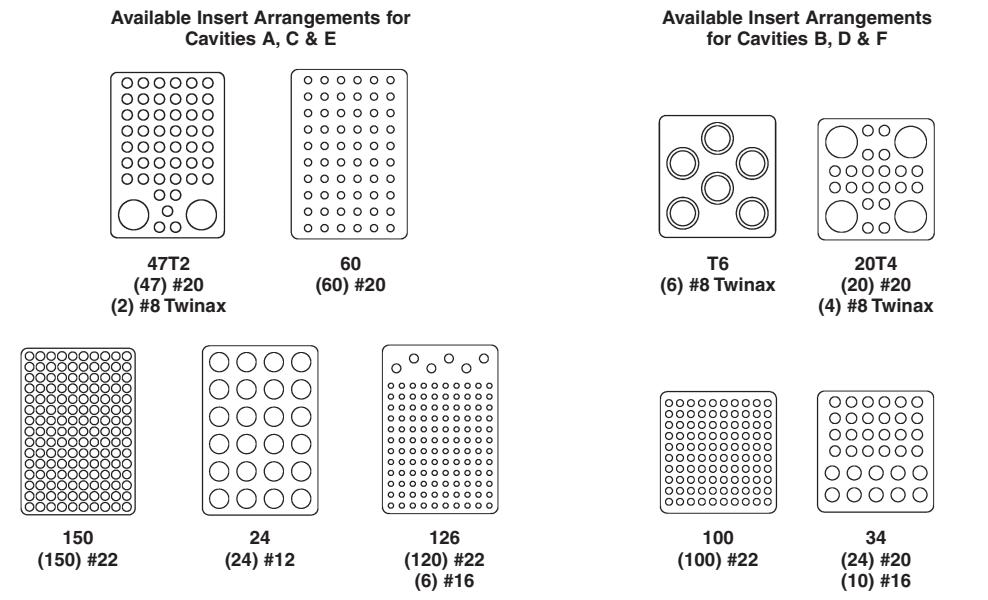 Available Insert Arrangements for
Cavities A, C & E
47T2
(47) #20
(2) #8 Twinax
60
(60) #20
150
(150) #22
24
(24) #12
126
(120) #22
(6) #16
Available Insert Arrangements
for Cavities B, D & F
T6
(6) #8 Twinax
20T4
(20) #20
(4) #8 Twinax
100
(100) #22
34
(24) #20
(10) #16